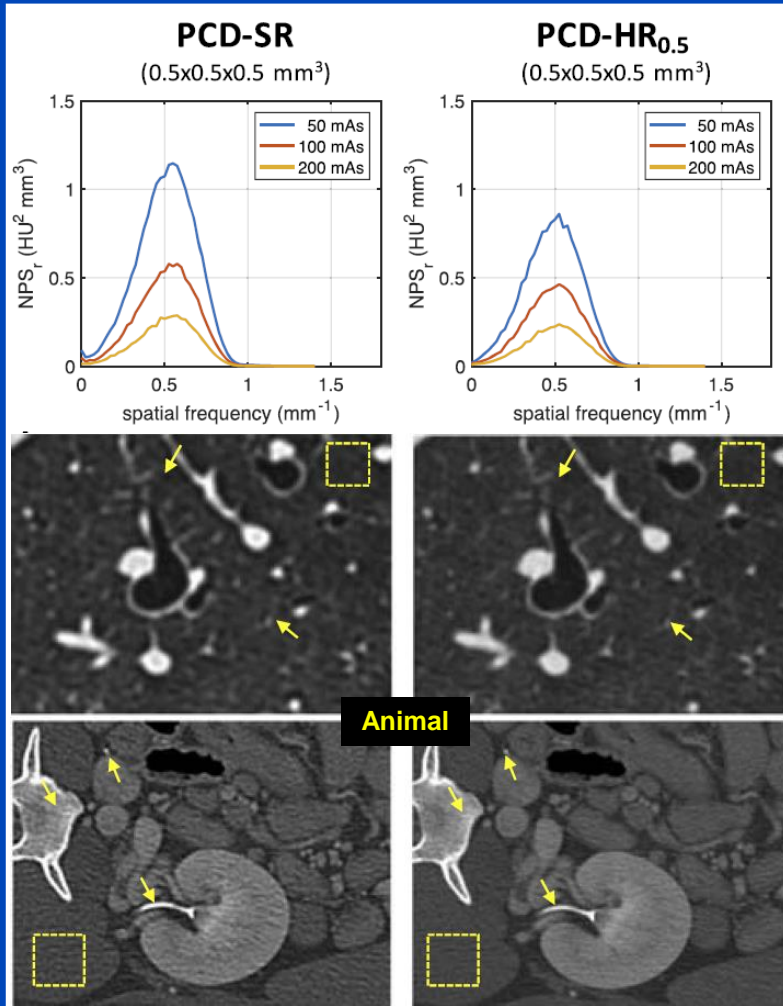 PCD-SR
(0.5x0.5x0.5 mm³)
1.5
1
0.5
0
NPSr (HU² mm³)
50 mAs
100 mAs
200 mAs
0
0.5
1
1.5
spatial frequency (mm⁻¹)
PCD-HR0.5
(0.5x0.5x0.5 mm³)
1.5
1
0.5
0
NPSr (HU² mm³)
50 mAs
100 mAs
200 mAs
0
0.5
1
1.5
spatial frequency (mm⁻¹)
Animal